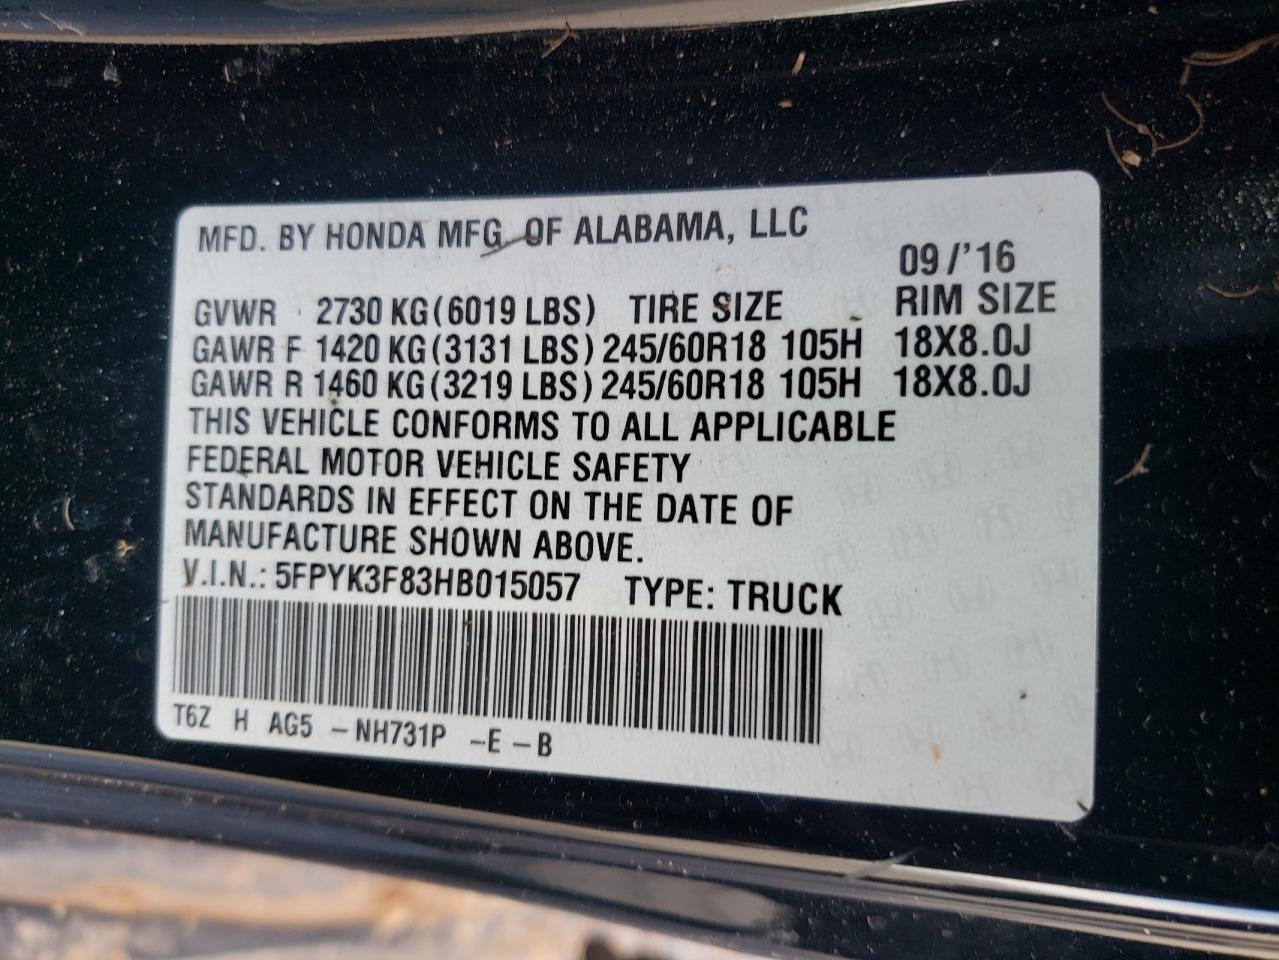 MFD. BY HONDA MFG. OF ALABAMA, LLC
09/'16
GVWR 2730 KG (6019 LBS) TIRE SIZE RIM SIZE
GAWR F 1420 KG (3131 LBS) 245/60R18 105H 18X8.0J
GAWR R 1460 KG (3219 LBS) 245/60R18 105H 18X8.0J
THIS VEHICLE CONFORMS TO ALL APPLICABLE
FEDERAL MOTOR VEHICLE SAFETY
STANDARDS IN EFFECT ON THE DATE OF
MANUFACTURE SHOWN ABOVE.
V.I.N.: 5FPYK3F83HB015057 TYPE: TRUCK
T6Z H AG5 -NH731P -E -B